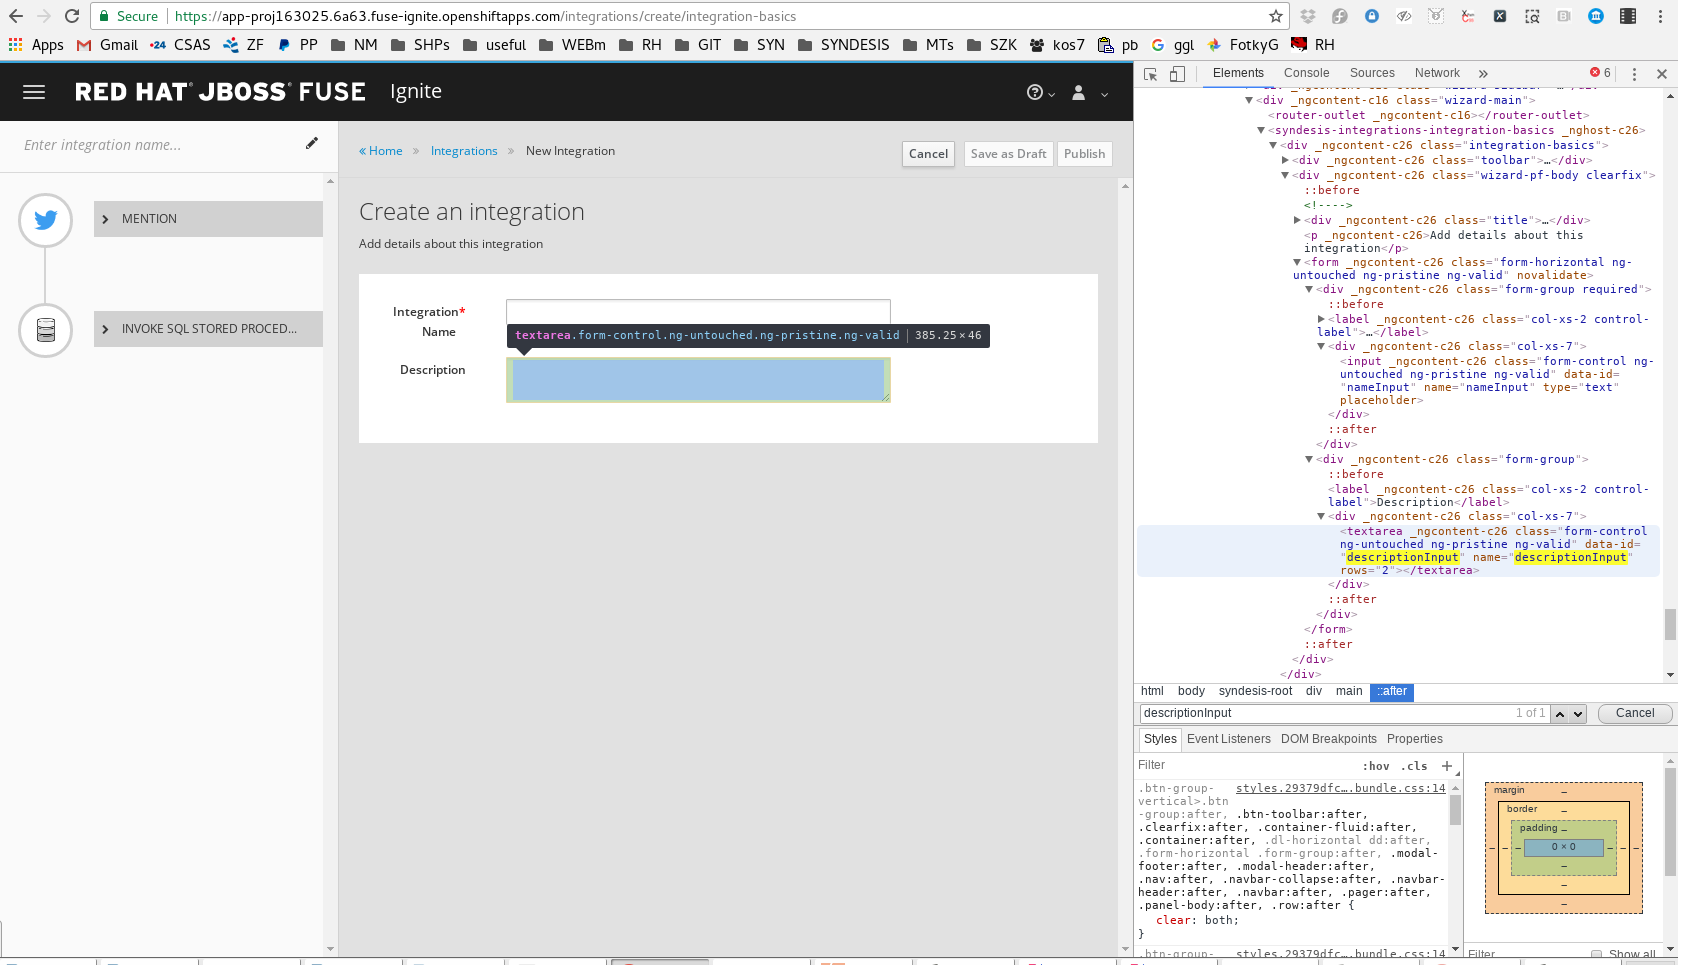 Secure https://app-proj163025.6a63.fuse-ignite.openshiftapps.com/integrations/create/integration-basics
Apps Gmail -24 CSAS ZF PP NM SHPs useful WEBm RH GIT SYN SYNDESIS MTs SZK kos7 pb ggl FotkyG RH
RED HAT JBOSS FUSE Ignite
Enter integration name...
« Home » Integrations » New Integration
Cancel Save as Draft Publish
MENTION
INVOKE SQL STORED PROCED...
Create an integration
Add details about this integration
Integration*
Name
textarea.form-control.ng-untouched.ng-pristine.ng-valid | 385.25 × 46
Description
Elements Console Sources Network » 6
<div _ngcontent-c16 class="wizard-main">
<router-outlet _ngcontent-c16></router-outlet>
<syndesis-integrations-integration-basics _nghost-c26>
<div _ngcontent-c26 class="integration-basics">
<div _ngcontent-c26 class="toolbar">…</div>
<div _ngcontent-c26 class="wizard-pf-body clearfix">
::before
<!---->
<div _ngcontent-c26 class="title">…</div>
<p _ngcontent-c26>Add details about this
integration</p>
<form _ngcontent-c26 class="form-horizontal ng-
untouched ng-pristine ng-valid" novalidate>
<div _ngcontent-c26 class="form-group required">
::before
<label _ngcontent-c26 class="col-xs-2 control-
label">…</label>
<div _ngcontent-c26 class="col-xs-7">
<input _ngcontent-c26 class="form-control ng-
untouched ng-pristine ng-valid" data-id=
"nameInput" name="nameInput" type="text"
placeholder>
</div>
::after
</div>
<div _ngcontent-c26 class="form-group">
::before
<label _ngcontent-c26 class="col-xs-2 control-
label">Description</label>
<div _ngcontent-c26 class="col-xs-7">
<textarea _ngcontent-c26 class="form-control
ng-untouched ng-pristine ng-valid" data-id=
"descriptionInput" name="descriptionInput"
rows="2"></textarea>
</div>
::after
</div>
</form>
::after
</div>
</div>
html body syndesis-root div main ::after
descriptionInput 1 of 1 Cancel
Styles Event Listeners DOM Breakpoints Properties
Filter :hov .cls +
.btn-group- styles.29379dfc….bundle.css:14
vertical>.btn
-group:after, .btn-toolbar:after,
.clearfix:after, .container-fluid:after,
.container:after, .dl-horizontal dd:after,
.form-horizontal .form-group:after, .modal-
footer:after, .modal-header:after,
.nav:after, .navbar-collapse:after, .navbar-
header:after, .navbar:after, .pager:after,
.panel-body:after, .row:after {
clear: both;
}
.btn-group- styles.29379dfc….bundle.css:14
margin –
border –
padding –
– – – 0 × 0 – – –
–
–
–
Filter Show all